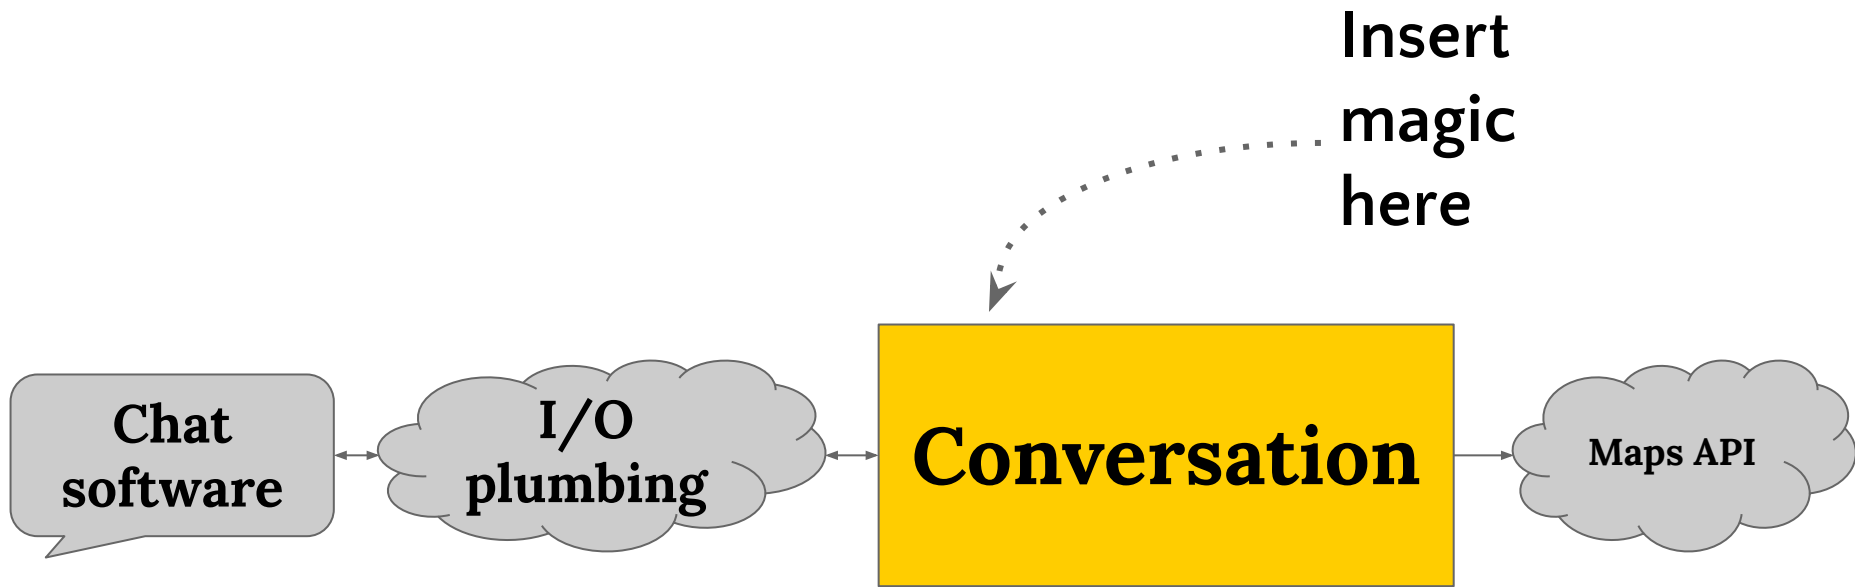 Insert
magic
here
Chat
software
I/O
plumbing
Conversation
Maps API